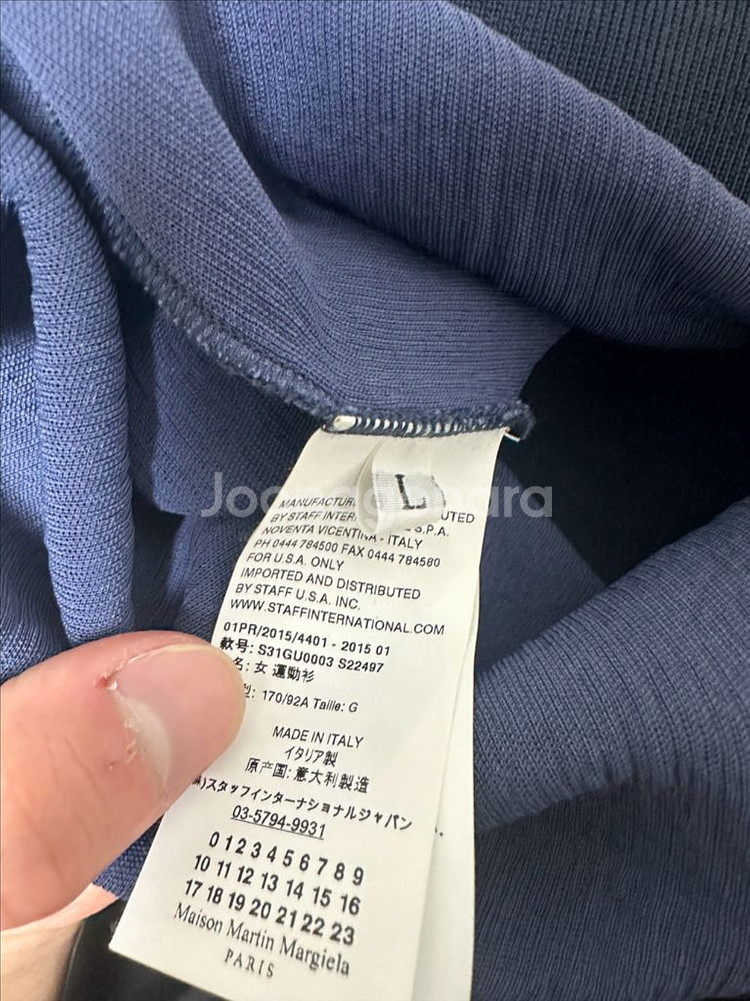 L
MANUFACTUR
BY STAFF INTER UTED
NOVENTA VICENTINA - ITALY S.P.A.
PH 0444 784500 FAX 0444 784580
FOR U.S.A. ONLY
IMPORTED AND DISTRIBUTED
BY STAFF U.S.A. INC.
WWW.STAFFINTERNATIONAL.COM
01PR/2015/4401 - 2015 01
款号: S31GU0003 S22497
名: 女 運動衫
型: 170/92A Taille: G
MADE IN ITALY
イタリア製
原产国: 意大利製造
㈱)スタッフインターナショナルジャパン
03-5794-9931
0 1 2 3 4 5 6 7 8 9
10 11 12 13 14 15 16
17 18 19 20 21 22 23
Maison Martin Margiela
PARIS